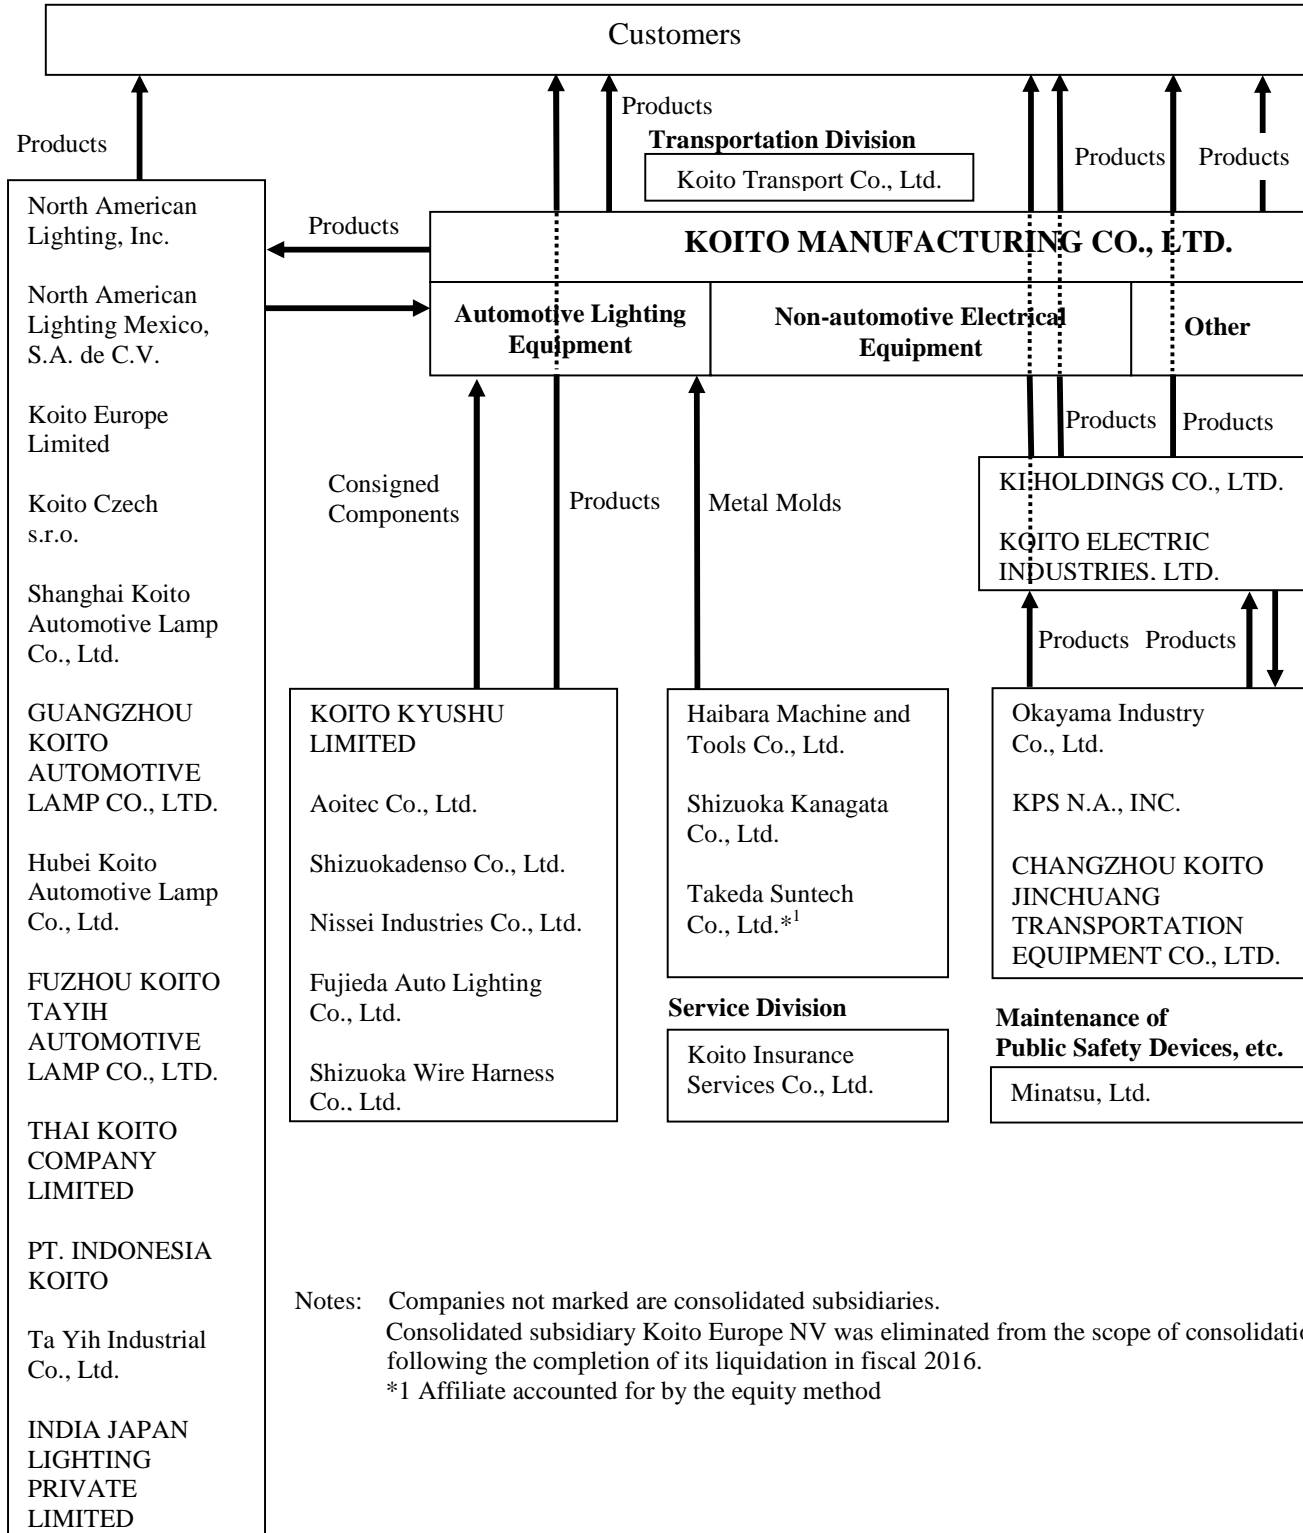 Customers
Products
Products
Transportation Division
Koito Transport Co., Ltd.
Products
Products
Products
KOITO MANUFACTURING CO., LTD.
Automotive Lighting
Equipment
Non-automotive Electrical
Equipment
Other
North American
Lighting, Inc.
North American
Lighting Mexico,
S.A. de C.V.
Koito Europe
Limited
Koito Czech
s.r.o.
Shanghai Koito
Automotive Lamp
Co., Ltd.
GUANGZHOU
KOITO
AUTOMOTIVE
LAMP CO., LTD.
Hubei Koito
Automotive Lamp
Co., Ltd.
FUZHOU KOITO
TAYIH
AUTOMOTIVE
LAMP CO., LTD.
THAI KOITO
COMPANY
LIMITED
PT. INDONESIA
KOITO
Ta Yih Industrial
Co., Ltd.
INDIA JAPAN
LIGHTING
PRIVATE
LIMITED
Consigned
Components
Products
Metal Molds
Products
Products
KI HOLDINGS CO., LTD.
KOITO ELECTRIC
INDUSTRIES, LTD.
Products
Products
KOITO KYUSHU
LIMITED
Aoitec Co., Ltd.
Shizuokadenso Co., Ltd.
Nissei Industries Co., Ltd.
Fujieda Auto Lighting
Co., Ltd.
Shizuoka Wire Harness
Co., Ltd.
Haibara Machine and
Tools Co., Ltd.
Shizuoka Kanagata
Co., Ltd.
Takeda Suntech
Co., Ltd.*1
Service Division
Koito Insurance
Services Co., Ltd.
Okayama Industry
Co., Ltd.
KPS N.A., INC.
CHANGZHOU KOITO
JINCHUANG
TRANSPORTATION
EQUIPMENT CO., LTD.
Maintenance of
Public Safety Devices, etc.
Minatsu, Ltd.
Notes: Companies not marked are consolidated subsidiaries.
Consolidated subsidiary Koito Europe NV was eliminated from the scope of consolidatio
following the completion of its liquidation in fiscal 2016.
*1 Affiliate accounted for by the equity method